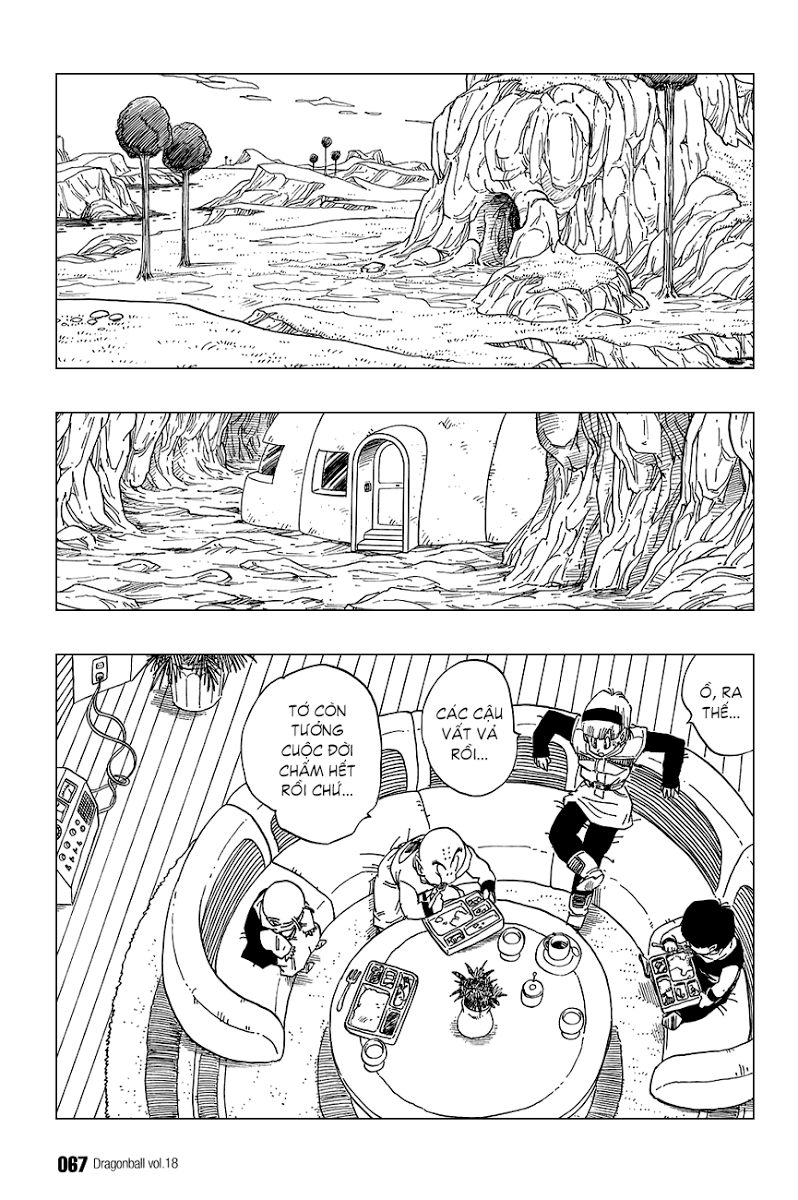 Ồ, RA
THẾ...
CÁC CẬU
VẤT VẢ
RỒI...
TỚ CÒN
TƯỞNG
CUỘC ĐỜI
CHẤM HẾT
RỒI CHỨ...
067 Dragonball vol.18